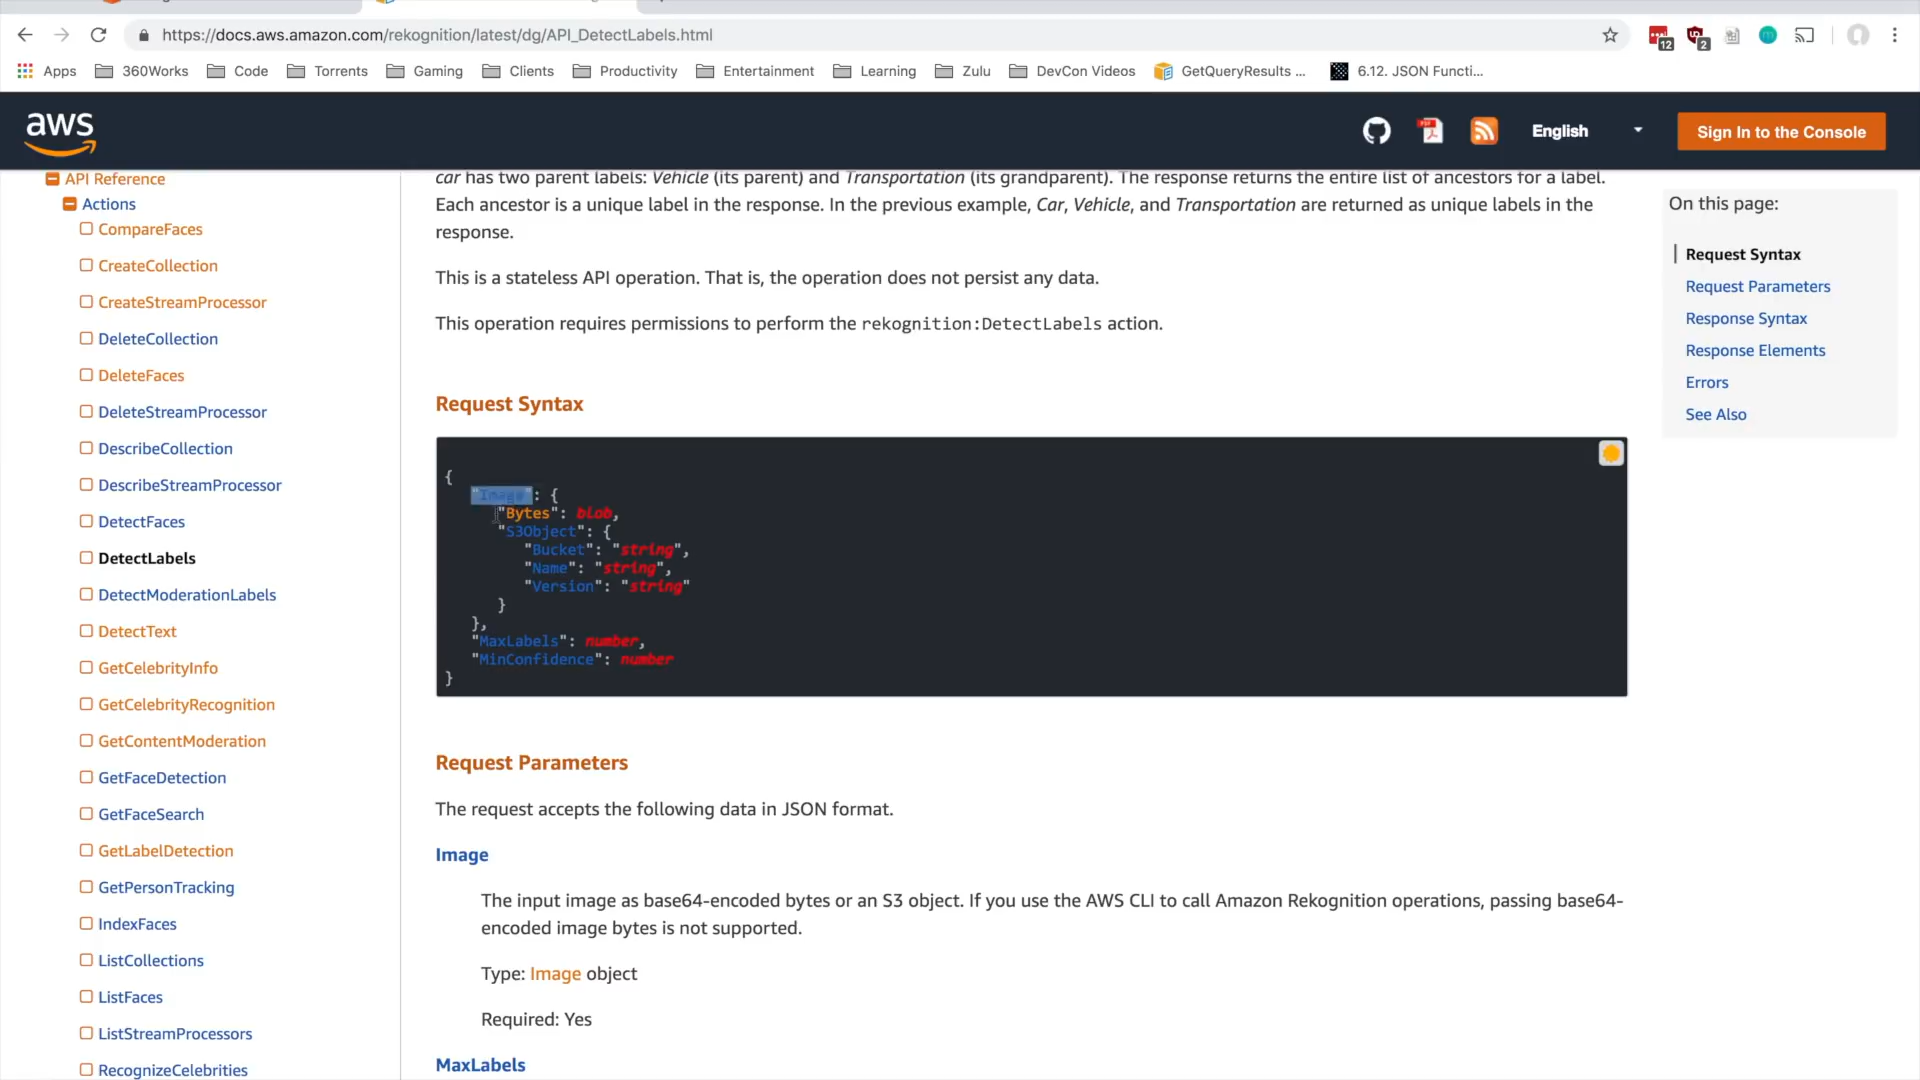 https://docs.aws.amazon.com/rekognition/latest/dg/API_DetectLabels.html
12
2
Apps
360Works
Code
Torrents
Gaming
Clients
Productivity
Entertainment
Learning
Zulu
DevCon Videos
GetQueryResults ...
6.12. JSON Functi...
aws
English
Sign In to the Console
API Reference
Actions
CompareFaces
CreateCollection
CreateStreamProcessor
DeleteCollection
DeleteFaces
DeleteStreamProcessor
DescribeCollection
DescribeStreamProcessor
DetectFaces
DetectLabels
DetectModerationLabels
DetectText
GetCelebrityInfo
GetCelebrityRecognition
GetContentModeration
GetFaceDetection
GetFaceSearch
GetLabelDetection
GetPersonTracking
IndexFaces
ListCollections
ListFaces
ListStreamProcessors
RecognizeCelebrities
car has two parent labels: Vehicle (its parent) and Transportation (its grandparent). The response returns the entire list of ancestors for a label.
Each ancestor is a unique label in the response. In the previous example, Car, Vehicle, and Transportation are returned as unique labels in the
response.
This is a stateless API operation. That is, the operation does not persist any data.
This operation requires permissions to perform the rekognition:DetectLabels action.
Request Syntax
{
"Image": {
"Bytes": blob,
"S3Object": {
"Bucket": "string",
"Name": "string",
"Version": "string"
}
},
"MaxLabels": number,
"MinConfidence": number
}
Request Parameters
The request accepts the following data in JSON format.
Image
The input image as base64-encoded bytes or an S3 object. If you use the AWS CLI to call Amazon Rekognition operations, passing base64-
encoded image bytes is not supported.
Type: Image object
Required: Yes
MaxLabels
On this page:
Request Syntax
Request Parameters
Response Syntax
Response Elements
Errors
See Also